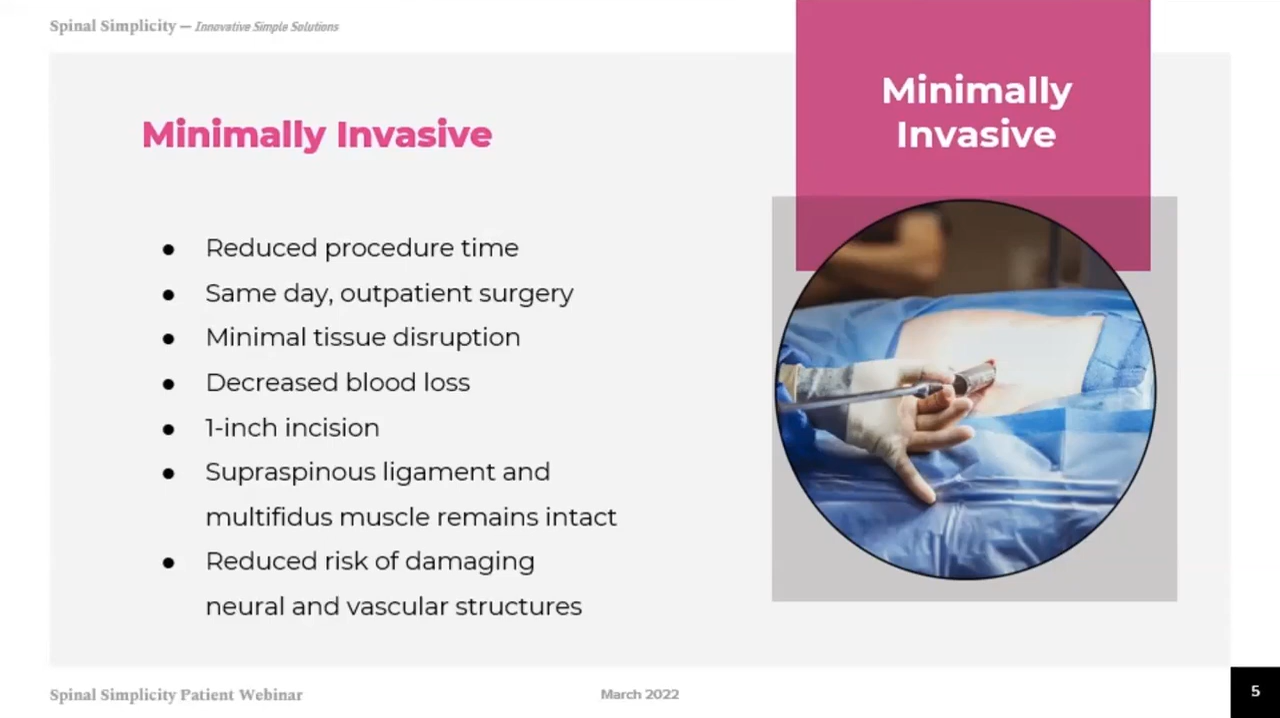 Spinal Simplicity — Innovative Simple Solutions
Minimally Invasive
● Reduced procedure time
● Same day, outpatient surgery
● Minimal tissue disruption
● Decreased blood loss
● 1-inch incision
● Supraspinous ligament and
multifidus muscle remains intact
● Reduced risk of damaging
neural and vascular structures
Minimally
Invasive
Spinal Simplicity Patient Webinar
March 2022
5